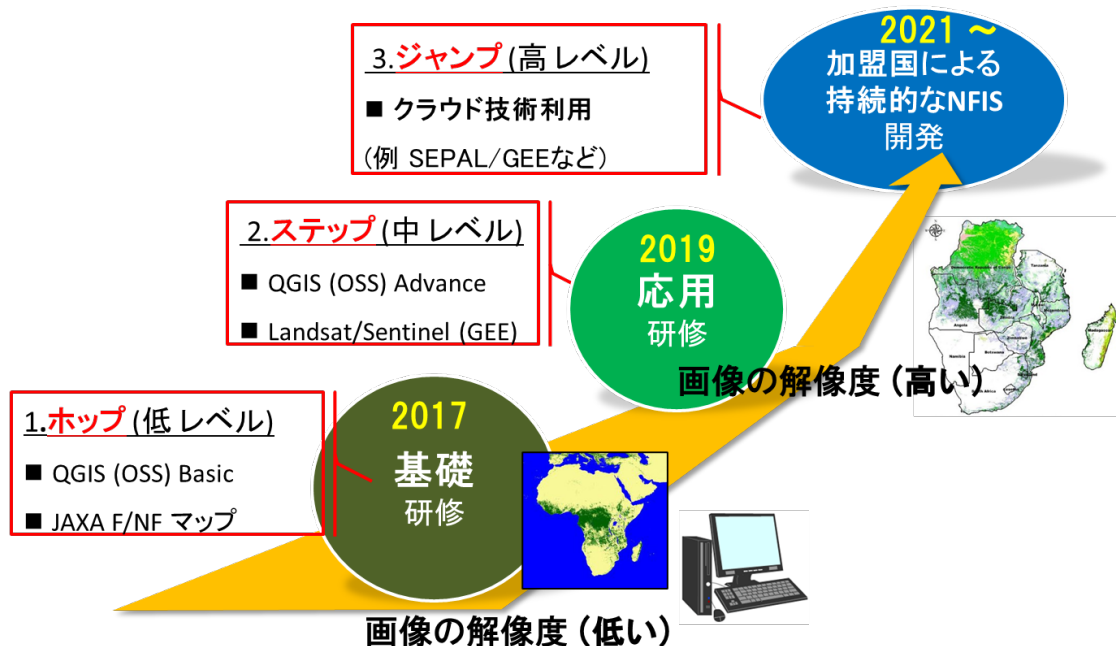 3.ジャンプ(高レベル)
■ クラウド技術利用
(例 SEPAL/GEEなど)
2021 ~
加盟国による
持続的なNFIS
開発
2.ステップ(中レベル)
■ QGIS (OSS) Advance
■ Landsat/Sentinel (GEE)
2019
応用
研修
画像の解像度 (高い)
1.ホップ(低レベル)
■ QGIS (OSS) Basic
■ JAXA F/NF マップ
2017
基礎
研修
画像の解像度 (低い)
Tanzania
Angola
Namibia
Botswana
Madagascar